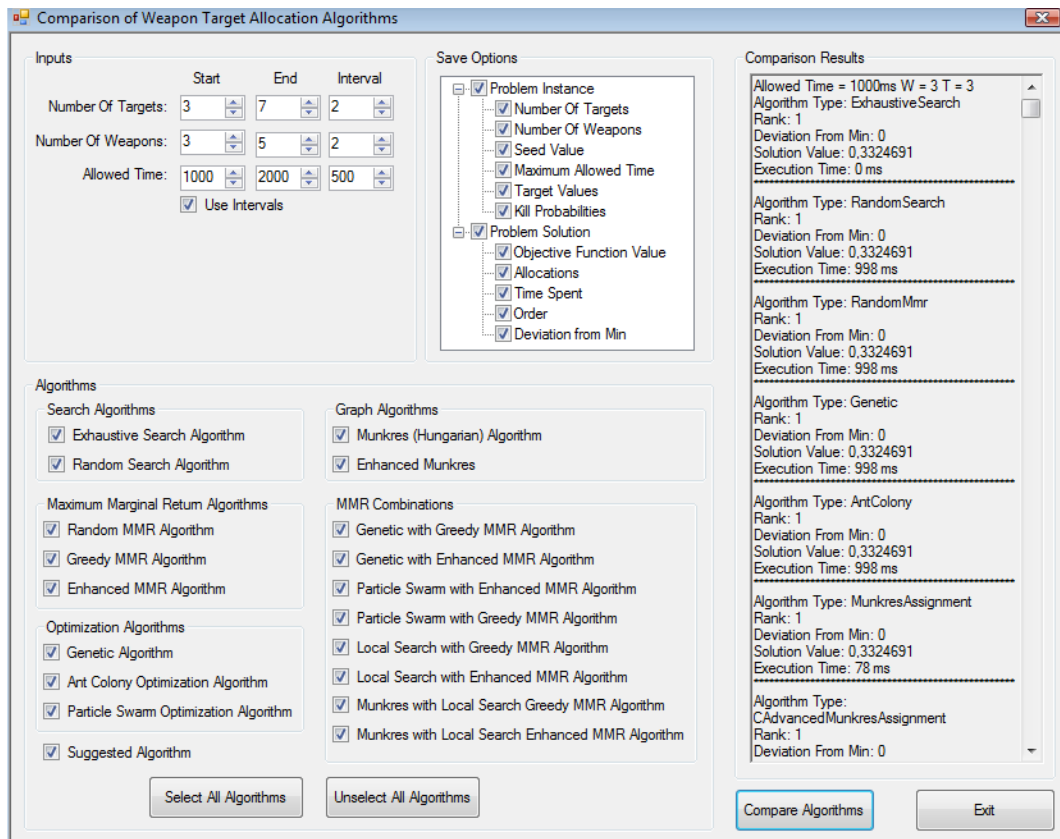 Comparison of Weapon Target Allocation Algorithms
Inputs
Start End Interval
Number Of Targets: 3 7 2
Number Of Weapons: 3 5 2
Allowed Time: 1000 2000 500
Use Intervals
Save Options
Problem Instance
Number Of Targets
Number Of Weapons
Seed Value
Maximum Allowed Time
Target Values
Kill Probabilities
Problem Solution
Objective Function Value
Allocations
Time Spent
Order
Deviation from Min
Algorithms
Search Algorithms
Exhaustive Search Algorithm
Random Search Algorithm
Graph Algorithms
Munkres (Hungarian) Algorithm
Enhanced Munkres
Maximum Marginal Return Algorithms
Random MMR Algorithm
Greedy MMR Algorithm
Enhanced MMR Algorithm
MMR Combinations
Genetic with Greedy MMR Algorithm
Genetic with Enhanced MMR Algorithm
Particle Swarm with Enhanced MMR Algorithm
Particle Swarm with Greedy MMR Algorithm
Local Search with Greedy MMR Algorithm
Local Search with Enhanced MMR Algorithm
Munkres with Local Search Greedy MMR Algorithm
Munkres with Local Search Enhanced MMR Algorithm
Optimization Algorithms
Genetic Algorithm
Ant Colony Optimization Algorithm
Particle Swarm Optimization Algorithm
Suggested Algorithm
Select All Algorithms
Unselect All Algorithms
Comparison Results
Allowed Time = 1000ms W = 3 T = 3
Algorithm Type: ExhaustiveSearch
Rank: 1
Deviation From Min: 0
Solution Value: 0,3324691
Execution Time: 0 ms
Algorithm Type: RandomSearch
Rank: 1
Deviation From Min: 0
Solution Value: 0,3324691
Execution Time: 998 ms
Algorithm Type: RandomMmr
Rank: 1
Deviation From Min: 0
Solution Value: 0,3324691
Execution Time: 998 ms
Algorithm Type: Genetic
Rank: 1
Deviation From Min: 0
Solution Value: 0,3324691
Execution Time: 998 ms
Algorithm Type: AntColony
Rank: 1
Deviation From Min: 0
Solution Value: 0,3324691
Execution Time: 998 ms
Algorithm Type: MunkresAssignment
Rank: 1
Deviation From Min: 0
Solution Value: 0,3324691
Execution Time: 78 ms
Algorithm Type:
CAdvancedMunkresAssignment
Rank: 1
Deviation From Min: 0
Compare Algorithms
Exit